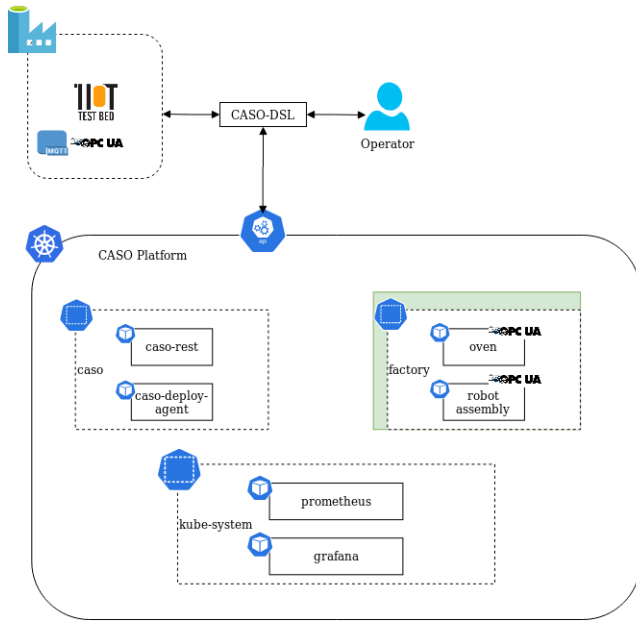 IIoT
TEST BED
[MQTT]
OPC UA
CASO-DSL
Operator
api
CASO Platform
caso
caso-rest
caso-deploy-
agent
factory
OPC UA
oven
OPC UA
robot
assembly
kube-system
prometheus
grafana